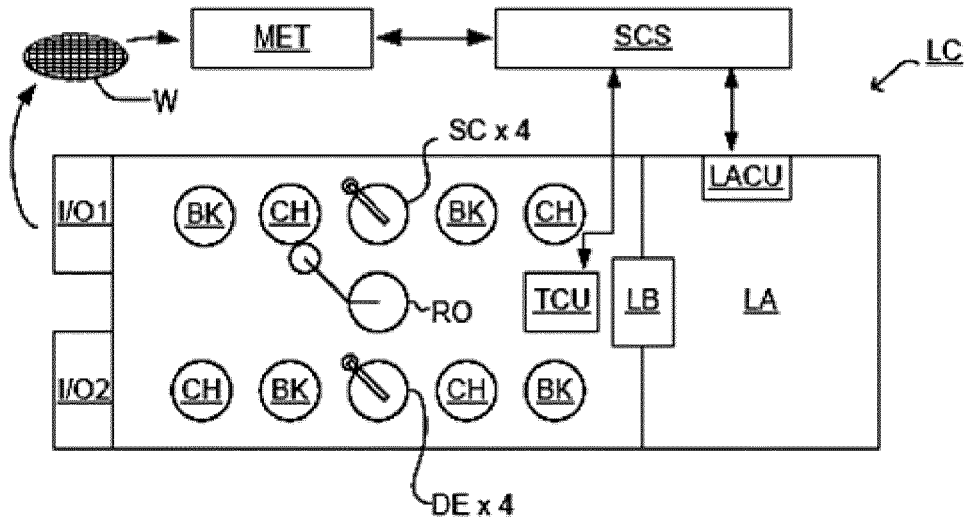 MET
SCS
LC
W
SC x 4
I/O1
BK
CH
BK
CH
LACU
RO
TCU
LB
LA
I/O2
CH
BK
CH
BK
DE x 4